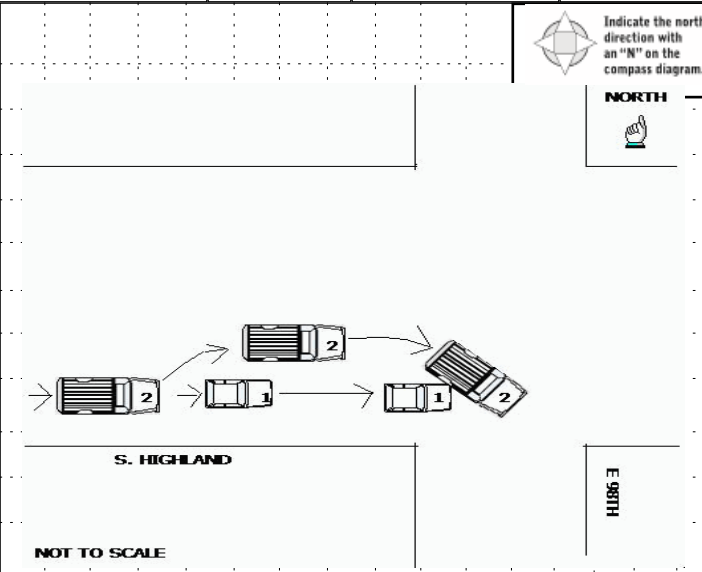 Indicate the north
direction with
an "N" on the
compass diagram.
NORTH
2
2
1
1
2
S. HIGHLAND
E 98TH
NOT TO SCALE